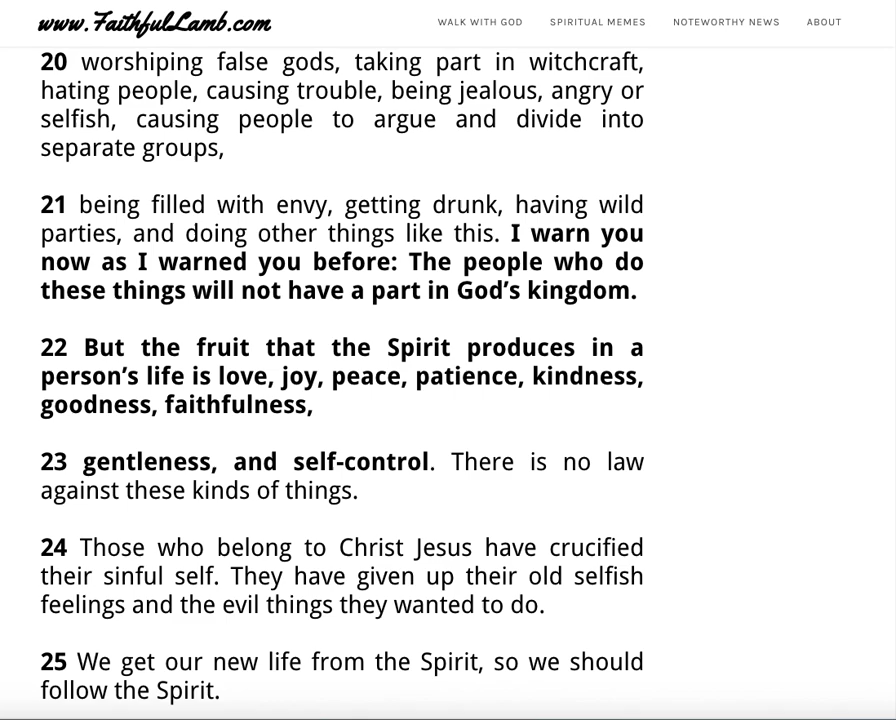 www.FaithfulLamb.com
WALK WITH GOD SPIRITUAL MEMES NOTEWORTHY NEWS ABOUT
20 worshiping false gods, taking part in witchcraft,
hating people, causing trouble, being jealous, angry or
selfish, causing people to argue and divide into
separate groups,
21 being filled with envy, getting drunk, having wild
parties, and doing other things like this. I warn you
now as I warned you before: The people who do
these things will not have a part in God’s kingdom.
22 But the fruit that the Spirit produces in a
person’s life is love, joy, peace, patience, kindness,
goodness, faithfulness,
23 gentleness, and self-control. There is no law
against these kinds of things.
24 Those who belong to Christ Jesus have crucified
their sinful self. They have given up their old selfish
feelings and the evil things they wanted to do.
25 We get our new life from the Spirit, so we should
follow the Spirit.